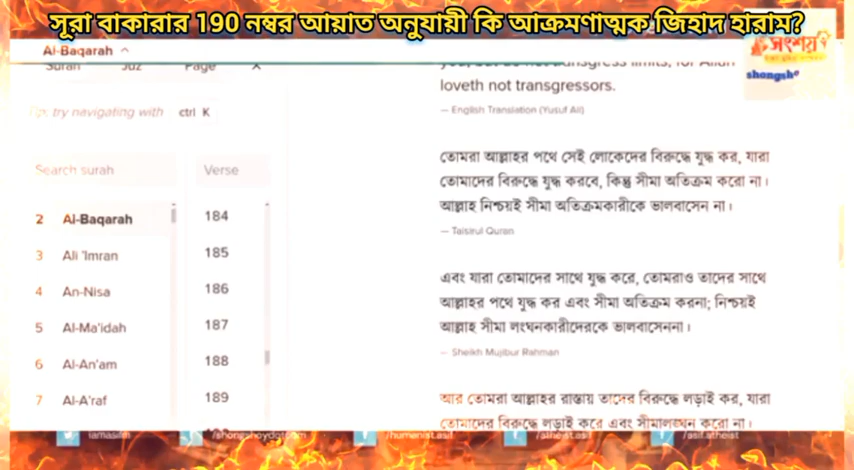 সূরা বাকারার 190 নম্বর আয়াত অনুযায়ী কি আক্রমণাত্মক জিহাদ হারাম?
Al-Baqarah
সংশয়
shongsho
Surah Juz Page
loveth not transgressors.
— English Translation (Yusuf Ali)
try navigating with ctrl K
Search surah Verse
তোমরা আল্লাহর পথে সেই লোকেদের বিরুদ্ধে যুদ্ধ কর, যারা
তোমাদের বিরুদ্ধে যুদ্ধ করবে, কিন্তু সীমা অতিক্রম করো না।
আল্লাহ নিশ্চয়ই সীমা অতিক্রমকারীকে ভালবাসেন না।
— Taisirul Quran
2 Al-Baqarah 184
3 Ali 'Imran 185
4 An-Nisa 186
5 Al-Ma'idah 187
6 Al-An'am 188
7 Al-A'raf 189
এবং যারা তোমাদের সাথে যুদ্ধ করে, তোমরাও তাদের সাথে
আল্লাহর পথে যুদ্ধ কর এবং সীমা অতিক্রম করনা; নিশ্চয়ই
আল্লাহ সীমা লংঘনকারীদেরকে ভালবাসেননা।
— Sheikh Mujibur Rahman
আর তোমরা আল্লাহর রাস্তায় তাদের বিরুদ্ধে লড়াই কর, যারা
তোমাদের বিরুদ্ধে লড়াই করে এবং সীমালঙ্ঘন করো না।
iamasifm /shongshoydotcom /humanist.asif /atheist.asif /asif.atheist